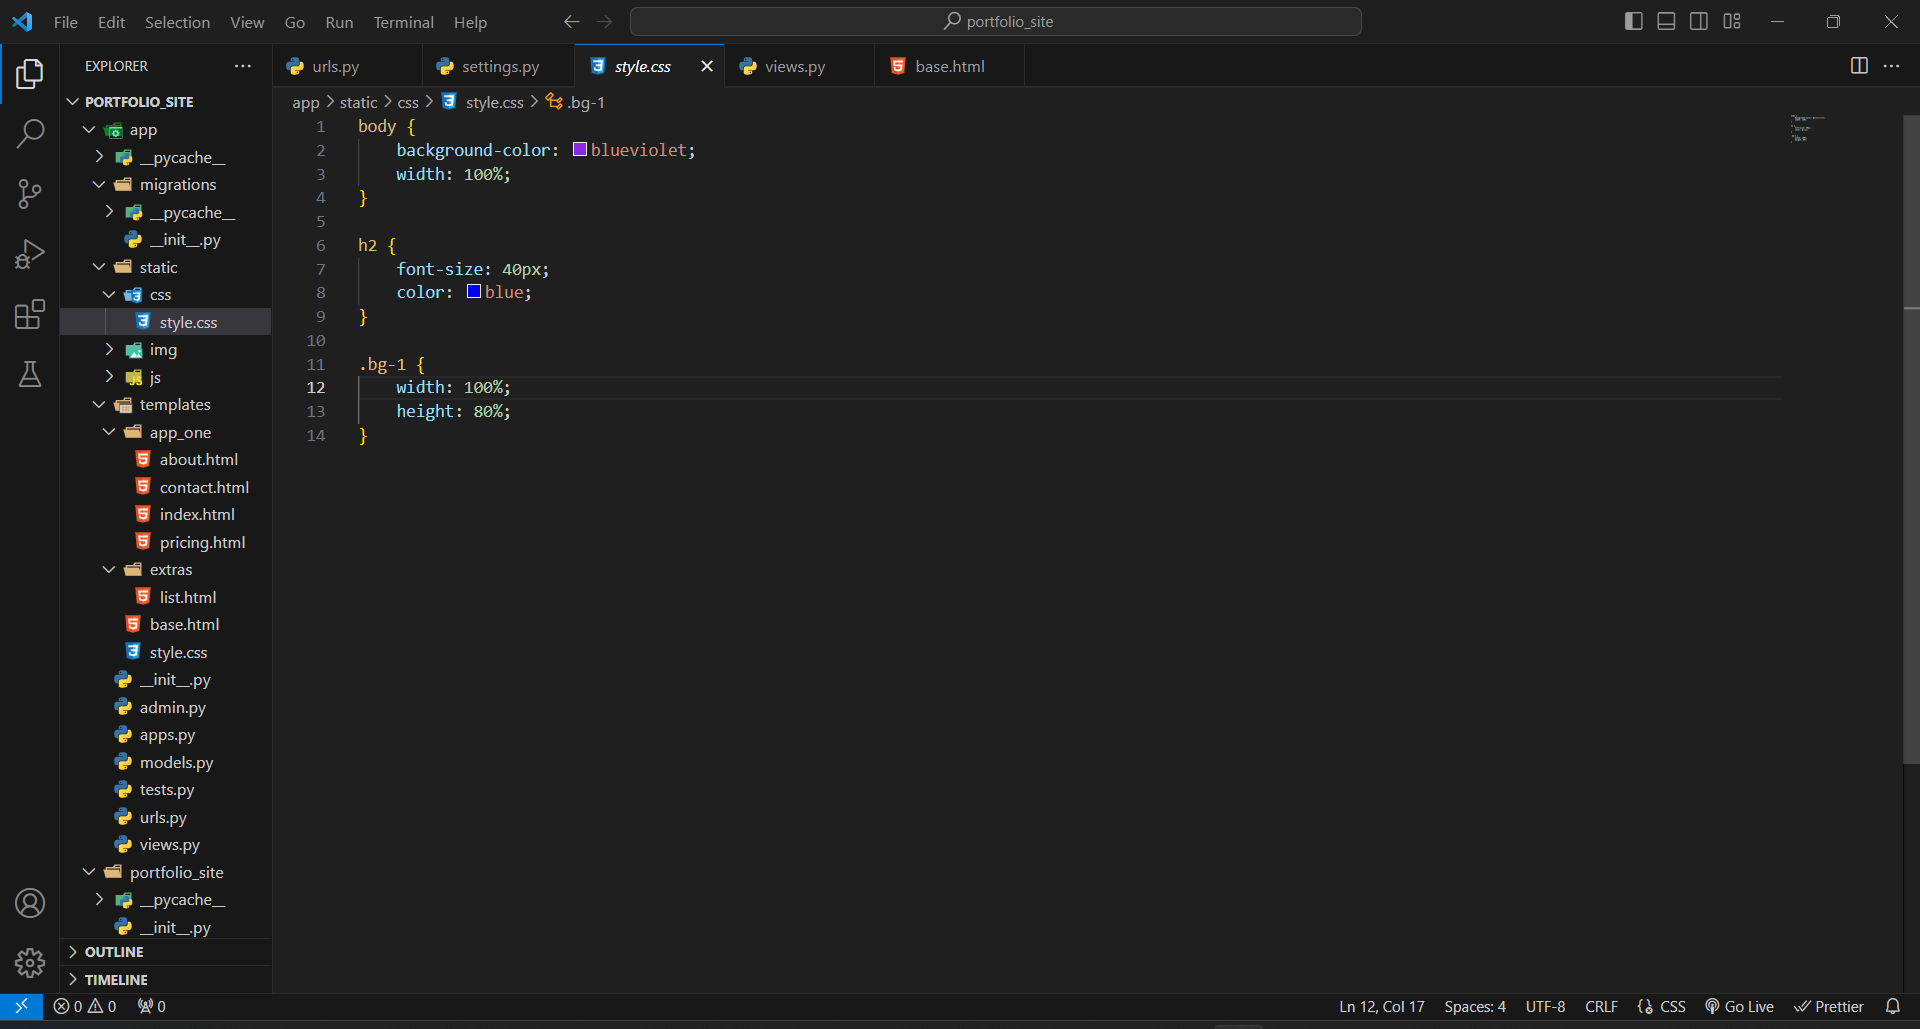 File Edit Selection View Go Run Terminal Help
portfolio_site
EXPLORER
PORTFOLIO_SITE
app
__pycache__
migrations
__pycache__
__init__.py
static
css
style.css
img
js
templates
app_one
about.html
contact.html
index.html
pricing.html
extras
list.html
base.html
style.css
__init__.py
admin.py
apps.py
models.py
tests.py
urls.py
views.py
portfolio_site
__pycache__
__init__.py
OUTLINE
TIMELINE
urls.py settings.py style.css views.py base.html
app > static > css > style.css > .bg-1
1 body {
2 background-color: blueviolet;
3 width: 100%;
4 }
5
6 h2 {
7 font-size: 40px;
8 color: blue;
9 }
10
11 .bg-1 {
12 width: 100%;
13 height: 80%;
14 }
0 0 0
Ln 12, Col 17 Spaces: 4 UTF-8 CRLF CSS Go Live Prettier